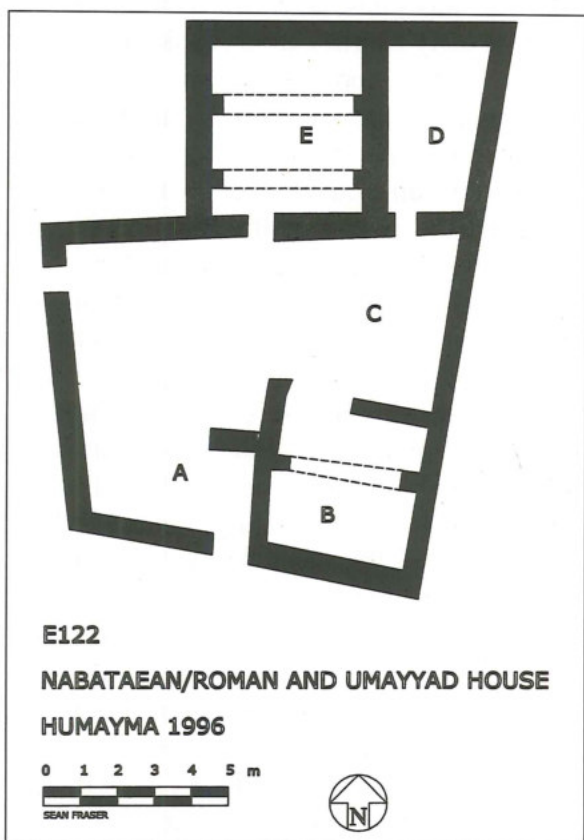 E
D
C
A
B
E122
NABATAEAN/ROMAN AND UMAYYAD HOUSE
HUMAYMA 1996
0 1 2 3 4 5 m
SEAN FRASER
N